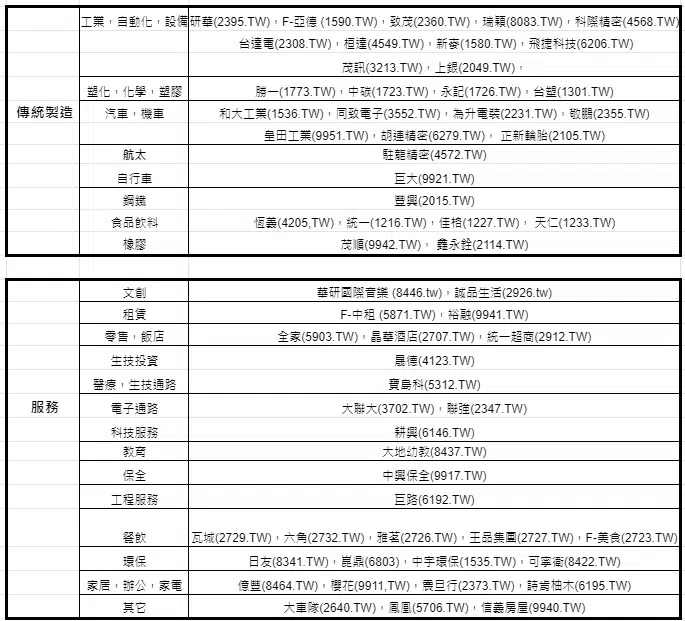 傳統製造
工業，自動化，設備 研華(2395.TW)，F-亞德 (1590.TW)，致茂(2360.TW)，瑞穎(8083.TW)，科際精密(4568.TW)
台達電(2308.TW)，桓達(4549.TW)，新麥(1580.TW)，飛捷科技(6206.TW)
茂訊(3213.TW)，上銀(2049.TW)，
塑化，化學，塑膠 勝一(1773.TW)，中碳(1723.TW)，永記(1726.TW)，台塑(1301.TW)
汽車，機車 和大工業(1536.TW)，同致電子(3552.TW)，為升電裝(2231.TW)，敬鵬(2355.TW)
皇田工業(9951.TW)，胡連精密(6279.TW)， 正新輪胎(2105.TW)
航太 駐龍精密(4572.TW)
自行車 巨大(9921.TW)
鋼鐵 豐興(2015.TW)
食品飲料 恆義(4205,TW)，統一(1216.TW)，佳格(1227.TW)， 天仁(1233.TW)
橡膠 茂順(9942.TW)， 鑫永銓(2114.TW)
服務
文創 華研國際音樂 (8446.tw)，誠品生活(2926.tw)
租賃 F-中租 (5871.TW)，裕融(9941.TW)
零售，飯店 全家(5903.TW)，晶華酒店(2707.TW)，統一超商(2912.TW)
生技投資 晟德(4123.TW)
醫療，生技通路 寶島科(5312.TW)
電子通路 大聯大(3702.TW)，聯強(2347.TW)
科技服務 耕興(6146.TW)
教育 大地幼教(8437.TW)
保全 中興保全(9917.TW)
工程服務 巨路(6192.TW)
餐飲 瓦城(2729.TW)，六角(2732.TW)，雅茗(2726.TW)，王品集團(2727.TW)，F-美食(2723.TW)
環保 日友(8341.TW)，崑鼎(6803)，中宇環保(1535.TW)，可寧衛(8422.TW)
家居，辦公，家電 億豐(8464.TW)，櫻花(9911,TW)，震旦行(2373.TW)，詩肯柚木(6195.TW)
其它 大車隊(2640.TW)，鳳凰(5706.TW)，信義房屋(9940.TW)